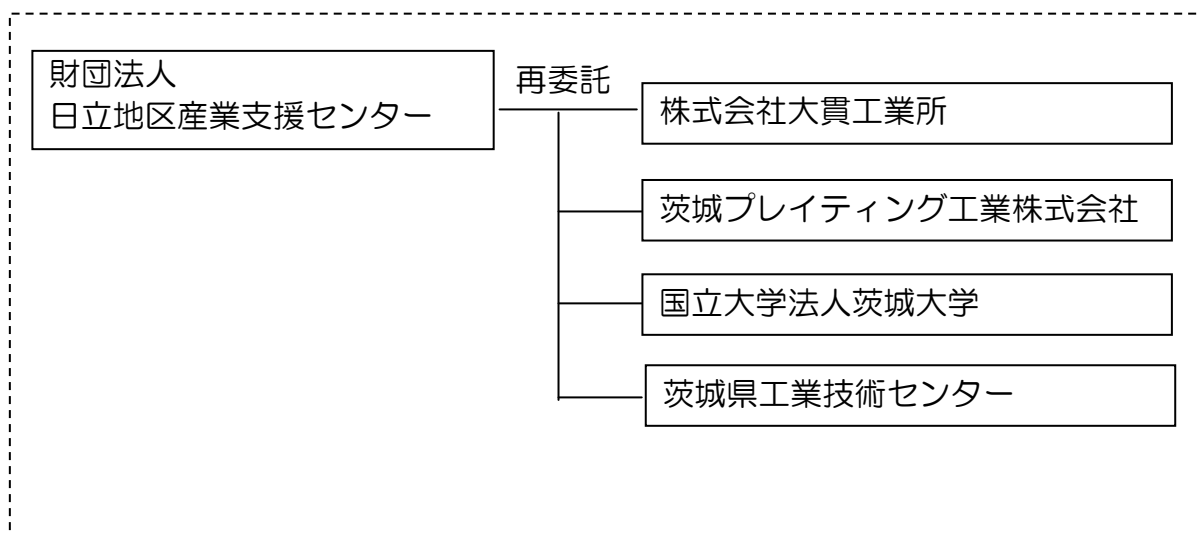 財団法人
日立地区産業支援センター
再委託
株式会社大貫工業所
茨城プレイティング工業株式会社
国立大学法人茨城大学
茨城県工業技術センター